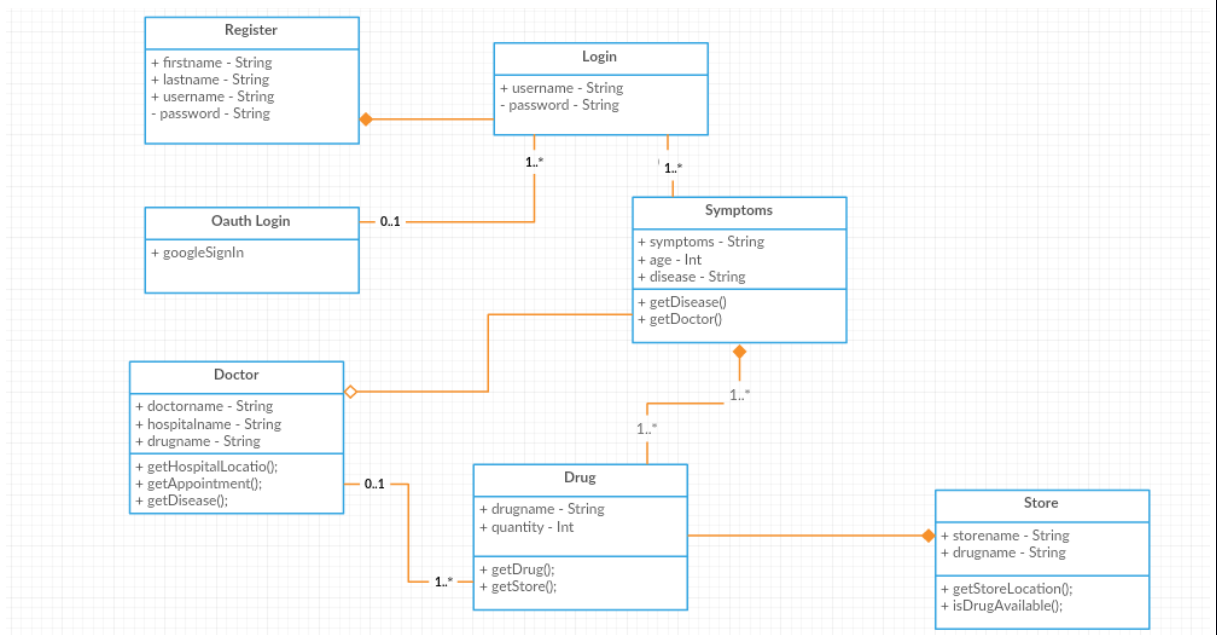 Register
+ firstname - String
+ lastname - String
+ username - String
- password - String
Login
+ username - String
- password - String
1..*
1..*
Oauth Login
+ googleSignIn
0..1
Symptoms
+ symptoms - String
+ age - Int
+ disease - String
+ getDisease()
+ getDoctor()
Doctor
+ doctorname - String
+ hospitalname - String
+ drugname - String
+ getHospitalLocatio();
+ getAppointment();
+ getDisease();
1..*
1..*
0..1
1..*
Drug
+ drugname - String
+ quantity - Int
+ getDrug();
+ getStore();
Store
+ storename - String
+ drugname - String
+ getStoreLocation();
+ isDrugAvailable();